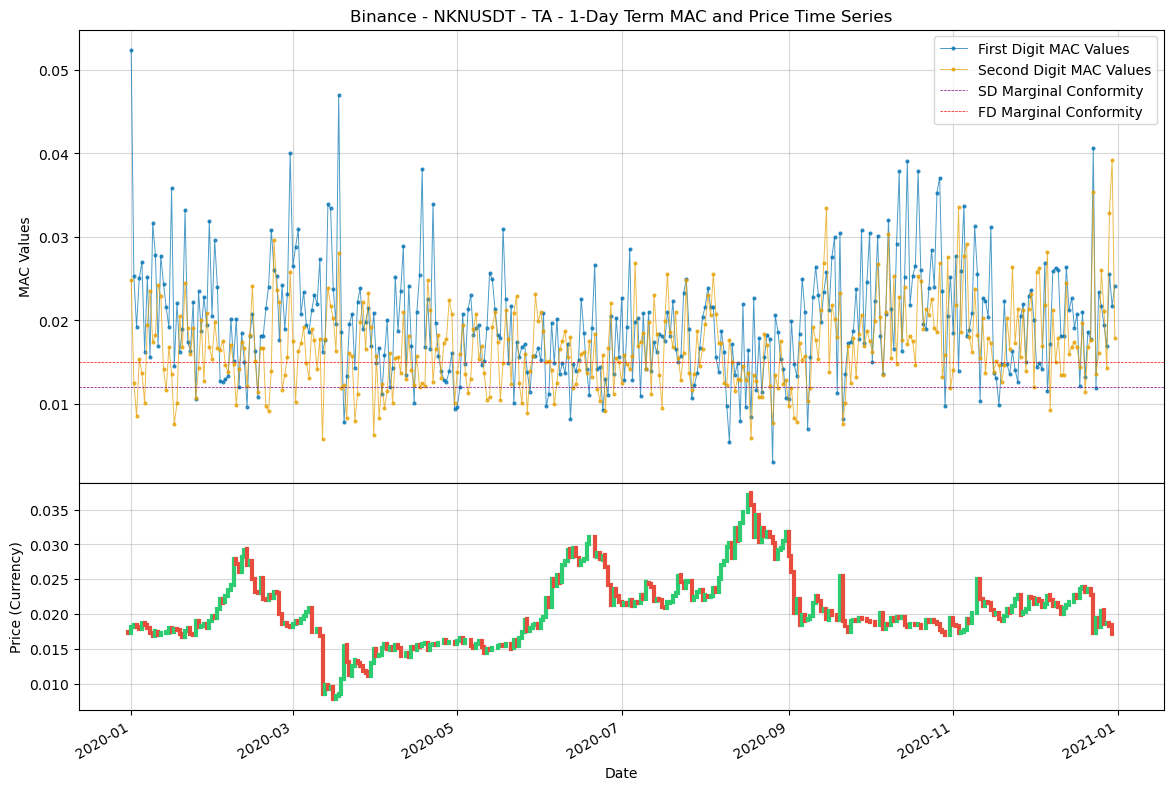 Binance - NKNUSDT - TA - 1-Day Term MAC and Price Time Series
First Digit MAC Values
Second Digit MAC Values
SD Marginal Conformity
FD Marginal Conformity
MAC Values
0.05
0.04
0.03
0.02
0.01
Price (Currency)
0.035
0.030
0.025
0.020
0.015
0.010
2020-01
2020-03
2020-05
2020-07
2020-09
2020-11
2021-01
Date